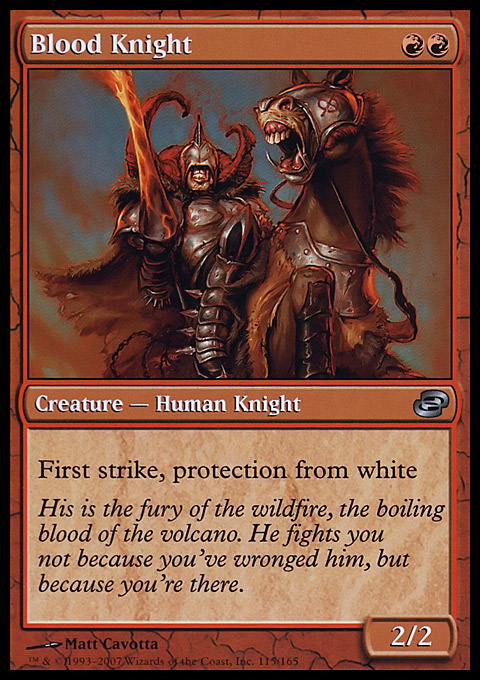 Blood Knight
Creature — Human Knight
First strike, protection from white
His is the fury of the wildfire, the boiling
blood of the volcano. He fights you
not because you've wronged him, but
because you're there.
2/2
Matt Cavotta
™ & © 1993–2007 Wizards of the Coast, Inc. 115/165